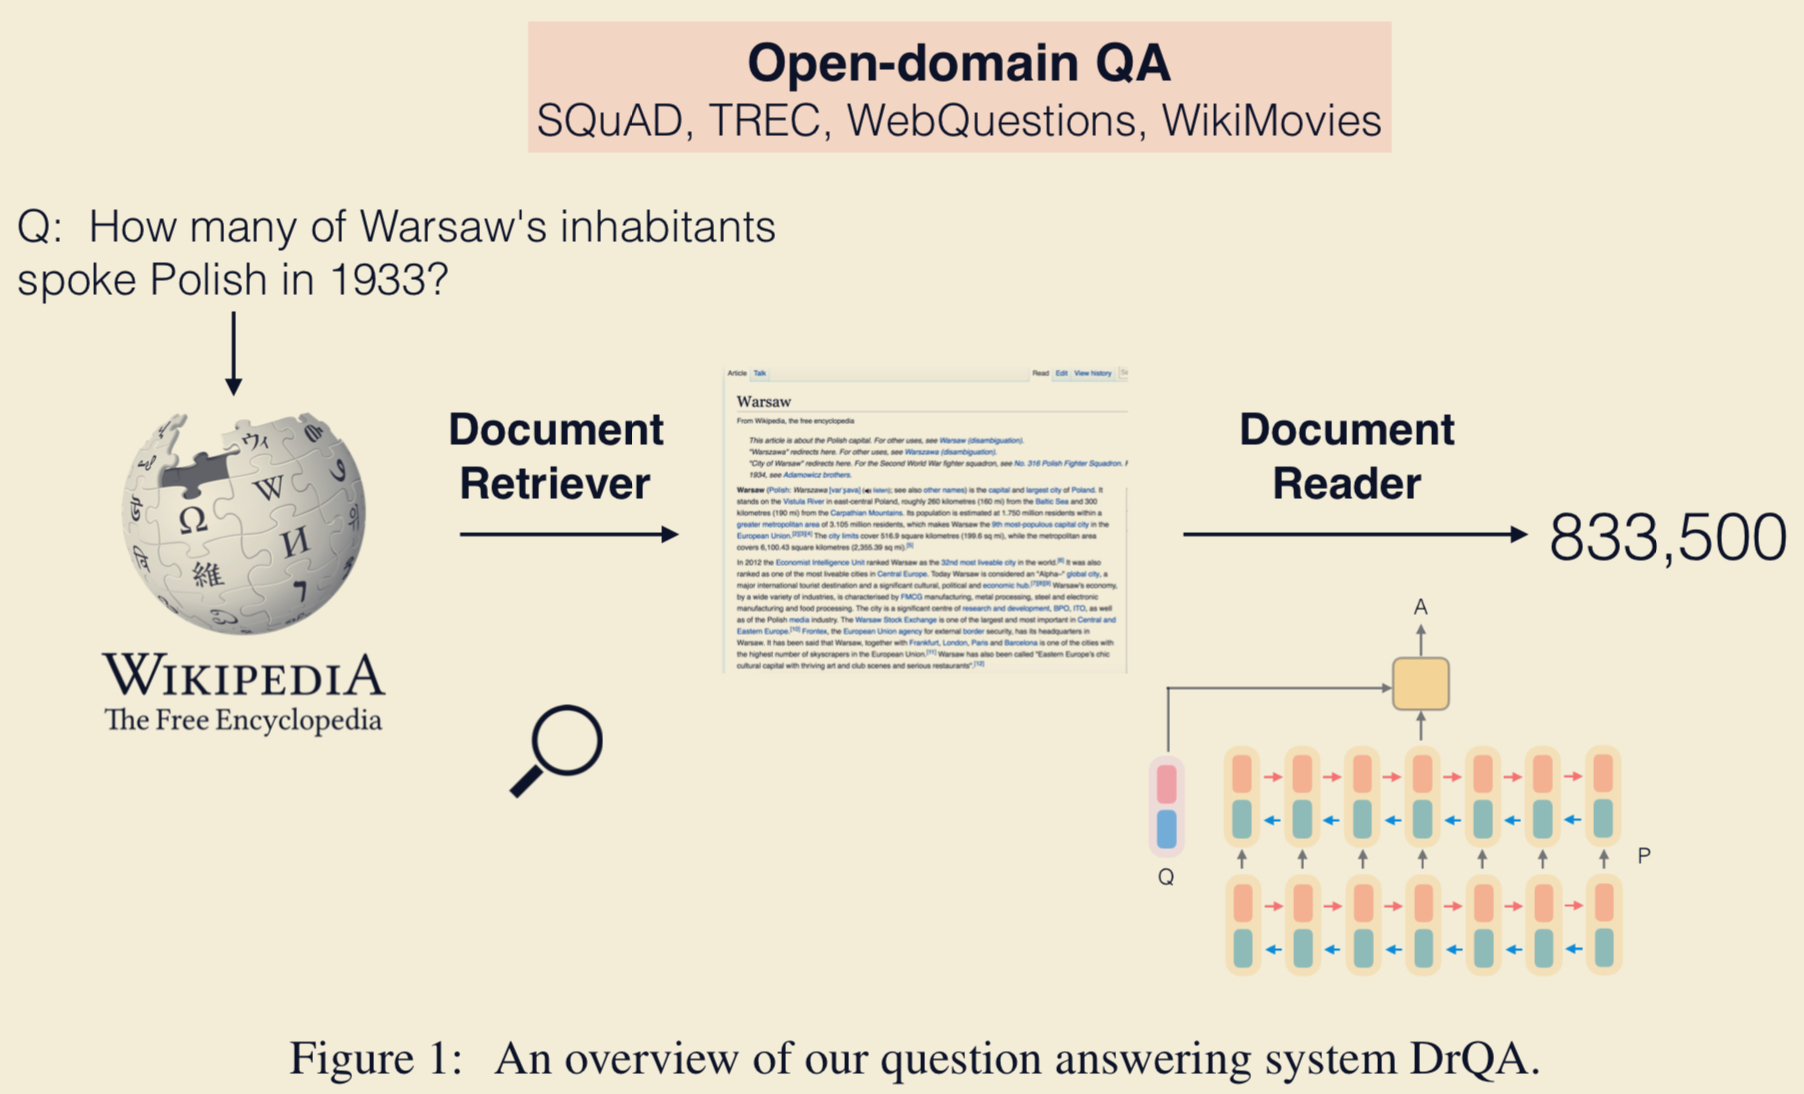 Open-domain QA
SQuAD, TREC, WebQuestions, WikiMovies
Q: How many of Warsaw's inhabitants
spoke Polish in 1933?
Document
Retriever
WIKIPEDIA
The Free Encyclopedia
Ω
W
И
維
ウィ
7
Article Talk Read Edit View history
Warsaw
From Wikipedia, the free encyclopedia
This article is about the Polish capital. For other uses, see Warsaw (disambiguation).
"Warszawa" redirects here. For other uses, see Warszawa (disambiguation).
"City of Warsaw" redirects here. For the Second World War fighter squadron, see No. 316 Polish Fighter Squadron.
1934, see Adamowicz brothers.
Warsaw (Polish: Warszawa; see also other names) is the capital and largest city of Poland. It
stands on the Vistula River in east-central Poland, roughly 260 kilometres (160 mi) from the Baltic Sea and 300
kilometres (190 mi) from the Carpathian Mountains. Its population is estimated at 1.750 million residents within a
greater metropolitan area of 3.105 million residents, which makes Warsaw the 9th most-populous capital city in the
European Union.[2][3][4] The city limits cover 516.9 square kilometres (199.6 sq mi), while the metropolitan area
covers 6,100.43 square kilometres (2,355.39 sq mi).[5]
In 2012 the Economist Intelligence Unit ranked Warsaw as the 32nd most liveable city in the world.[6] It was also
ranked as one of the most liveable cities in Central Europe. Today Warsaw is considered an "Alpha–" global city, a
major international tourist destination and a significant cultural, political and economic hub.[7][8][9] Warsaw's economy,
by a wide variety of industries, is characterised by FMCG manufacturing, metal processing, steel and electronic
manufacturing and food processing. The city is a significant centre of research and development, BPO, ITO, as well
as of the Polish media industry. The Warsaw Stock Exchange is one of the largest and most important in Central and
Eastern Europe.[10] Frontex, the European Union agency for external border security, has its headquarters in
Warsaw. It has been said that Warsaw, together with Frankfurt, London, Paris and Barcelona is one of the cities with
the highest number of skyscrapers in the European Union.[11] Warsaw has also been called "Eastern Europe's chic
cultural capital with thriving art and club scenes and serious restaurants".[12]
Document
Reader
833,500
A
Q
P
Figure 1: An overview of our question answering system DrQA.